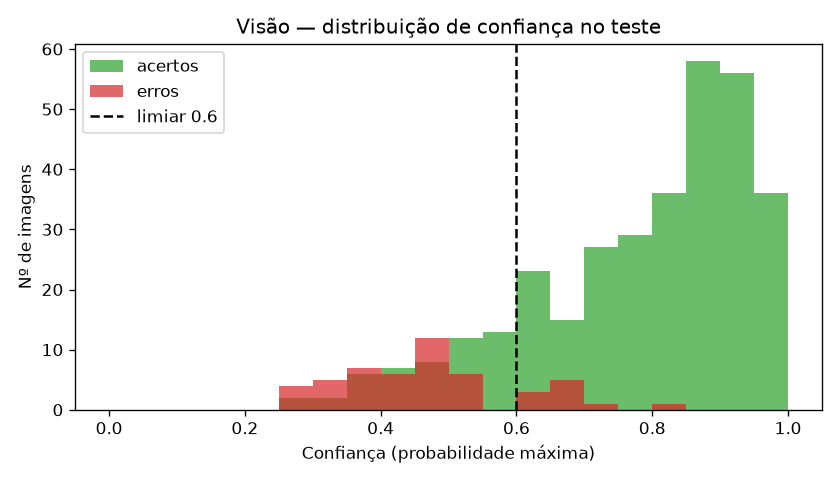 Visão — distribuição de confiança no teste
acertos
erros
limiar 0.6
Nº de imagens
60
50
40
30
20
10
0
0.0 0.2 0.4 0.6 0.8 1.0
Confiança (probabilidade máxima)